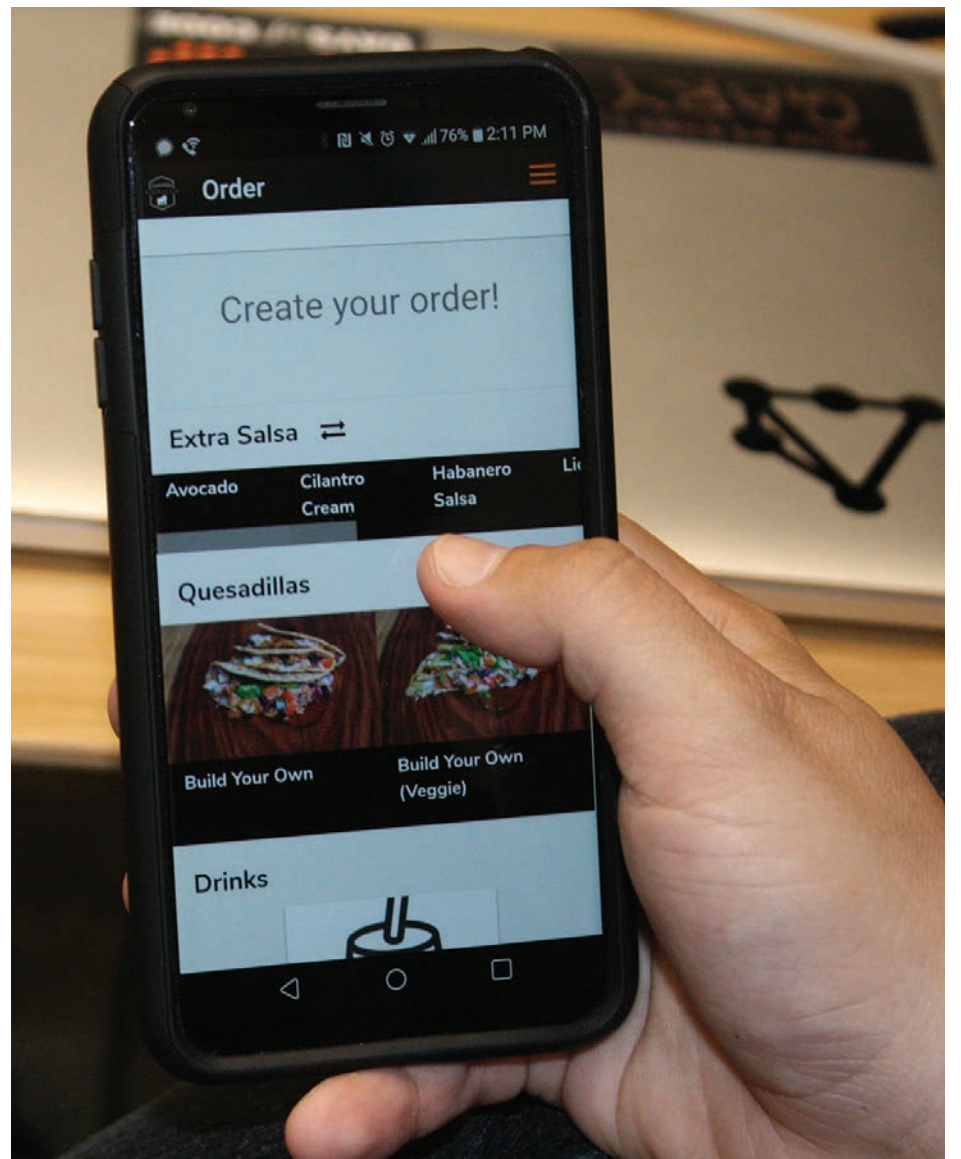 76% 2:11 PM
Order
Create your order!
Extra Salsa
Avocado
Cilantro
Cream
Habanero
Salsa
Quesadillas
Build Your Own
Build Your Own
(Veggie)
Drinks